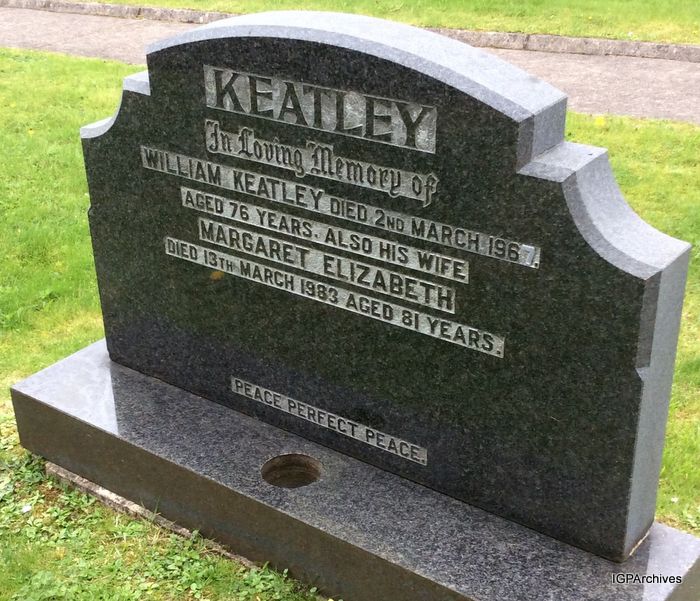 KEATLEY
In Loving Memory of
WILLIAM KEATLEY DIED 2ND MARCH 1967.
AGED 76 YEARS. ALSO HIS WIFE
MARGARET ELIZABETH
DIED 13TH MARCH 1983 AGED 81 YEARS.
PEACE PERFECT PEACE.
IGPArchives